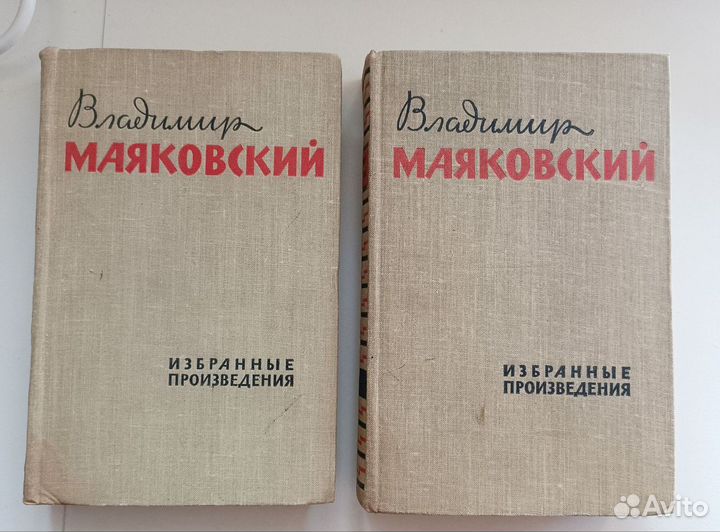 Владимир
МАЯКОВСКИЙ
ИЗБРАННЫЕ
ПРОИЗВЕДЕНИЯ
Владимир
МАЯКОВСКИЙ
ИЗБРАННЫЕ
ПРОИЗВЕДЕНИЯ
Avito